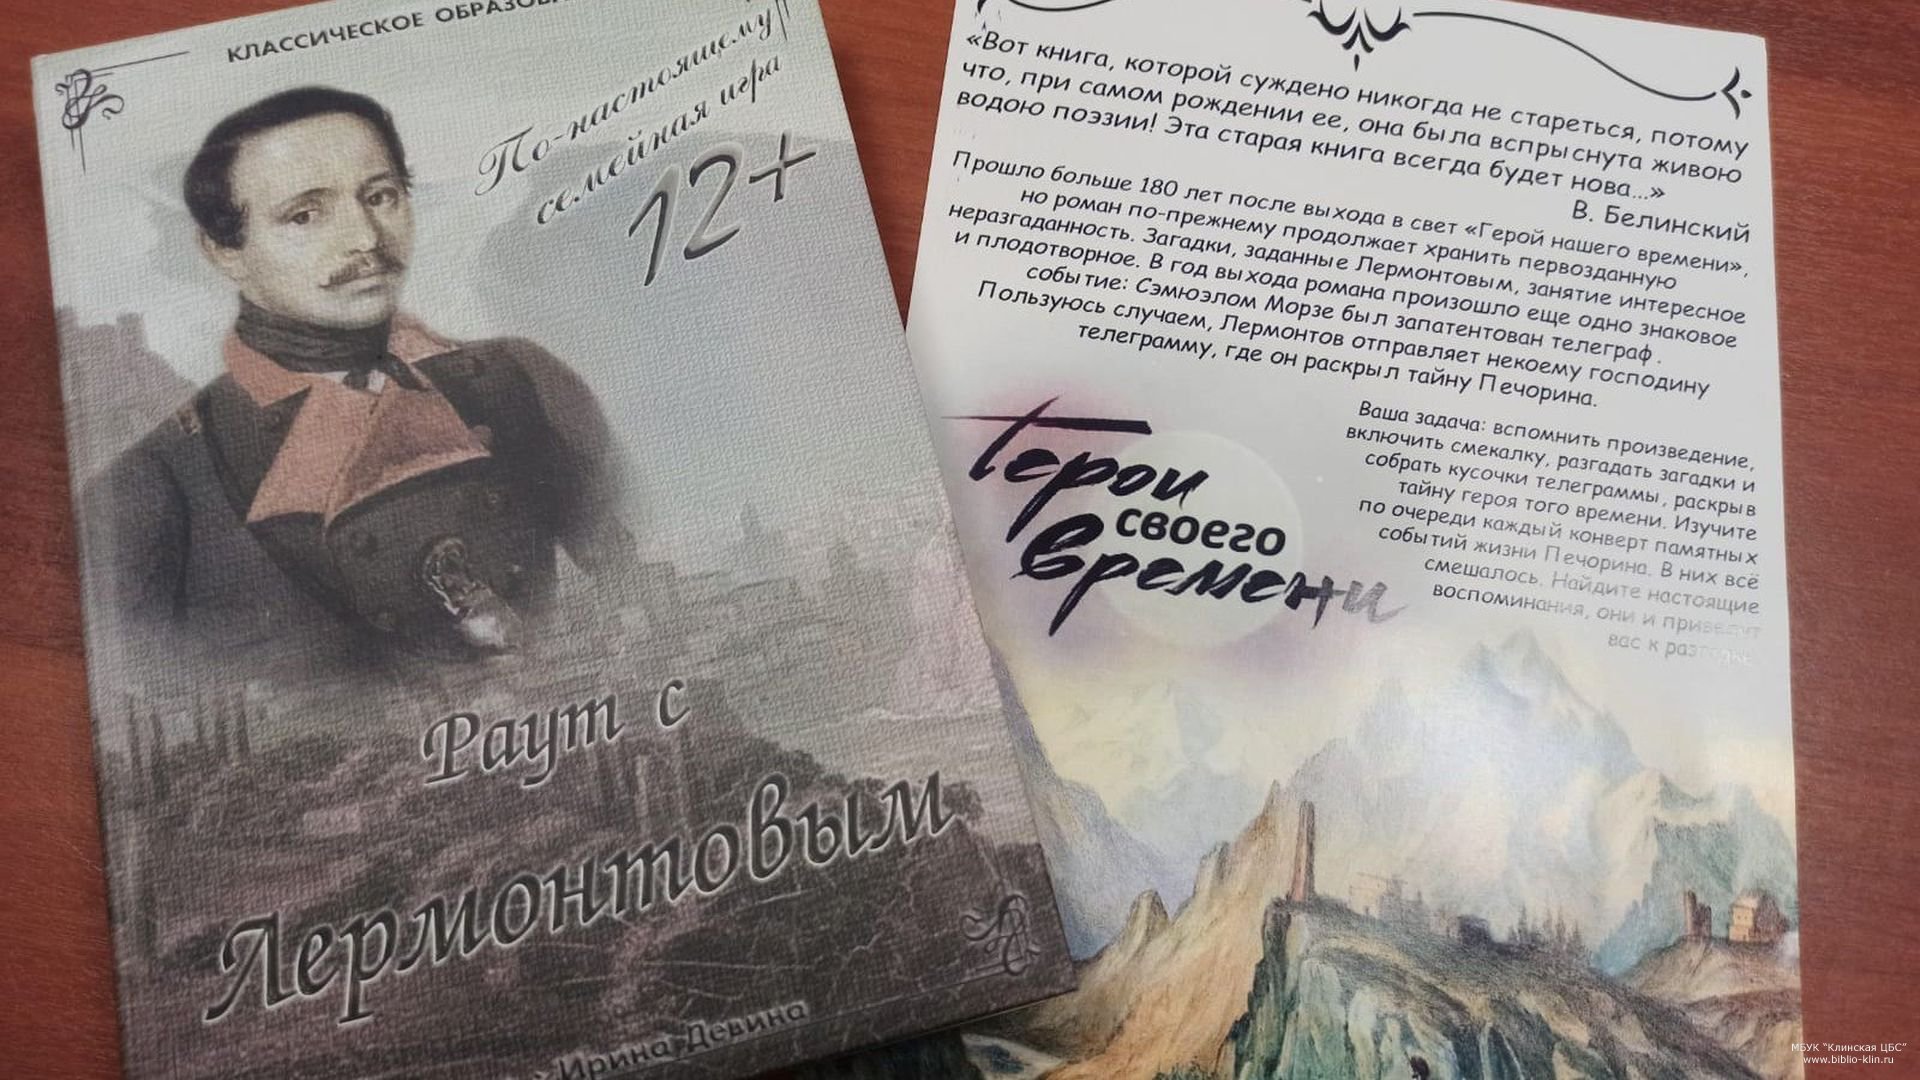 КЛАССИЧЕСКОЕ
По-настоящему
семейная игра
12+
Раут с
Лермонтовым
Ирина Девина
«Вот книга, которой суждено никогда не стареться, потому
что, при самом рождении ее, она была вспрыснута живою
водою поэзии! Эта старая книга всегда будет нова...»
В. Белинский
Прошло больше 180 лет после выхода в свет «Герой нашего времени»,
но роман по-прежнему продолжает хранить первозданную
неразгаданность. Загадки, заданные Лермонтовым, занятие интересное
и плодотворное. В год выхода романа произошло еще одно знаковое
событие: Сэмюэлом Морзе был запатентован телеграф.
Пользуюсь случаем, Лермонтов отправляет некоему господину
телеграмму, где он раскрыл тайну Печорина.
Герои
своего
времени
Ваша задача: вспомнить произведение,
включить смекалку, разгадать загадки и
собрать кусочки телеграммы, раскрыв
тайну героя того времени. Изучите
по очереди каждый конверт памятных
событий жизни Печорина. В них всё
смешалось. Найдите настоящие
воспоминания, они и приведут
вас к
МБУК "Клинская ЦБС"
www.biblio-klin.ru